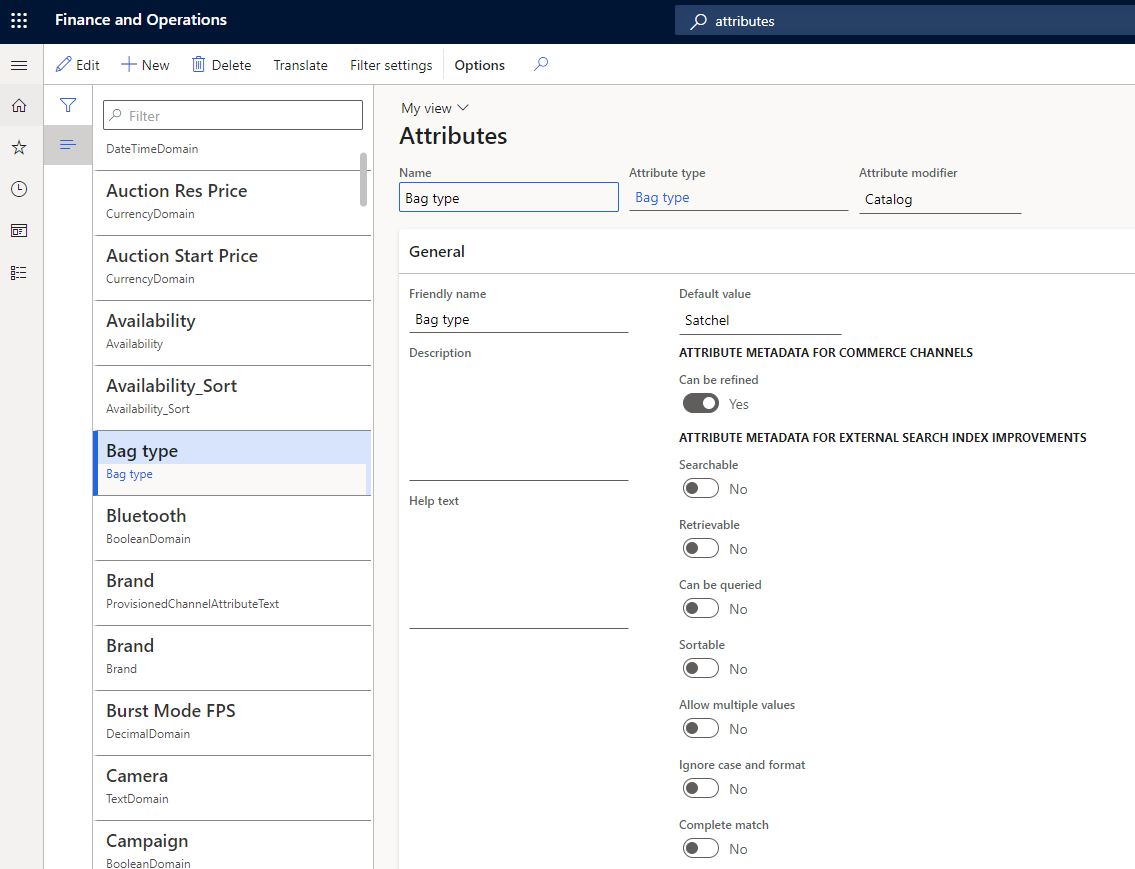 Finance and Operations
attributes
Edit
New
Delete
Translate
Filter settings
Options
Filter
DateTimeDomain
Auction Res Price
CurrencyDomain
Auction Start Price
CurrencyDomain
Availability
Availability
Availability_Sort
Availability_Sort
Bag type
Bag type
Bluetooth
BooleanDomain
Brand
ProvisionedChannelAttributeText
Brand
Brand
Burst Mode FPS
DecimalDomain
Camera
TextDomain
Campaign
BooleanDomain
My view
Attributes
Name
Bag type
Attribute type
Bag type
Attribute modifier
Catalog
General
Friendly name
Bag type
Description
Help text
Default value
Satchel
ATTRIBUTE METADATA FOR COMMERCE CHANNELS
Can be refined
Yes
ATTRIBUTE METADATA FOR EXTERNAL SEARCH INDEX IMPROVEMENTS
Searchable
No
Retrievable
No
Can be queried
No
Sortable
No
Allow multiple values
No
Ignore case and format
No
Complete match
No